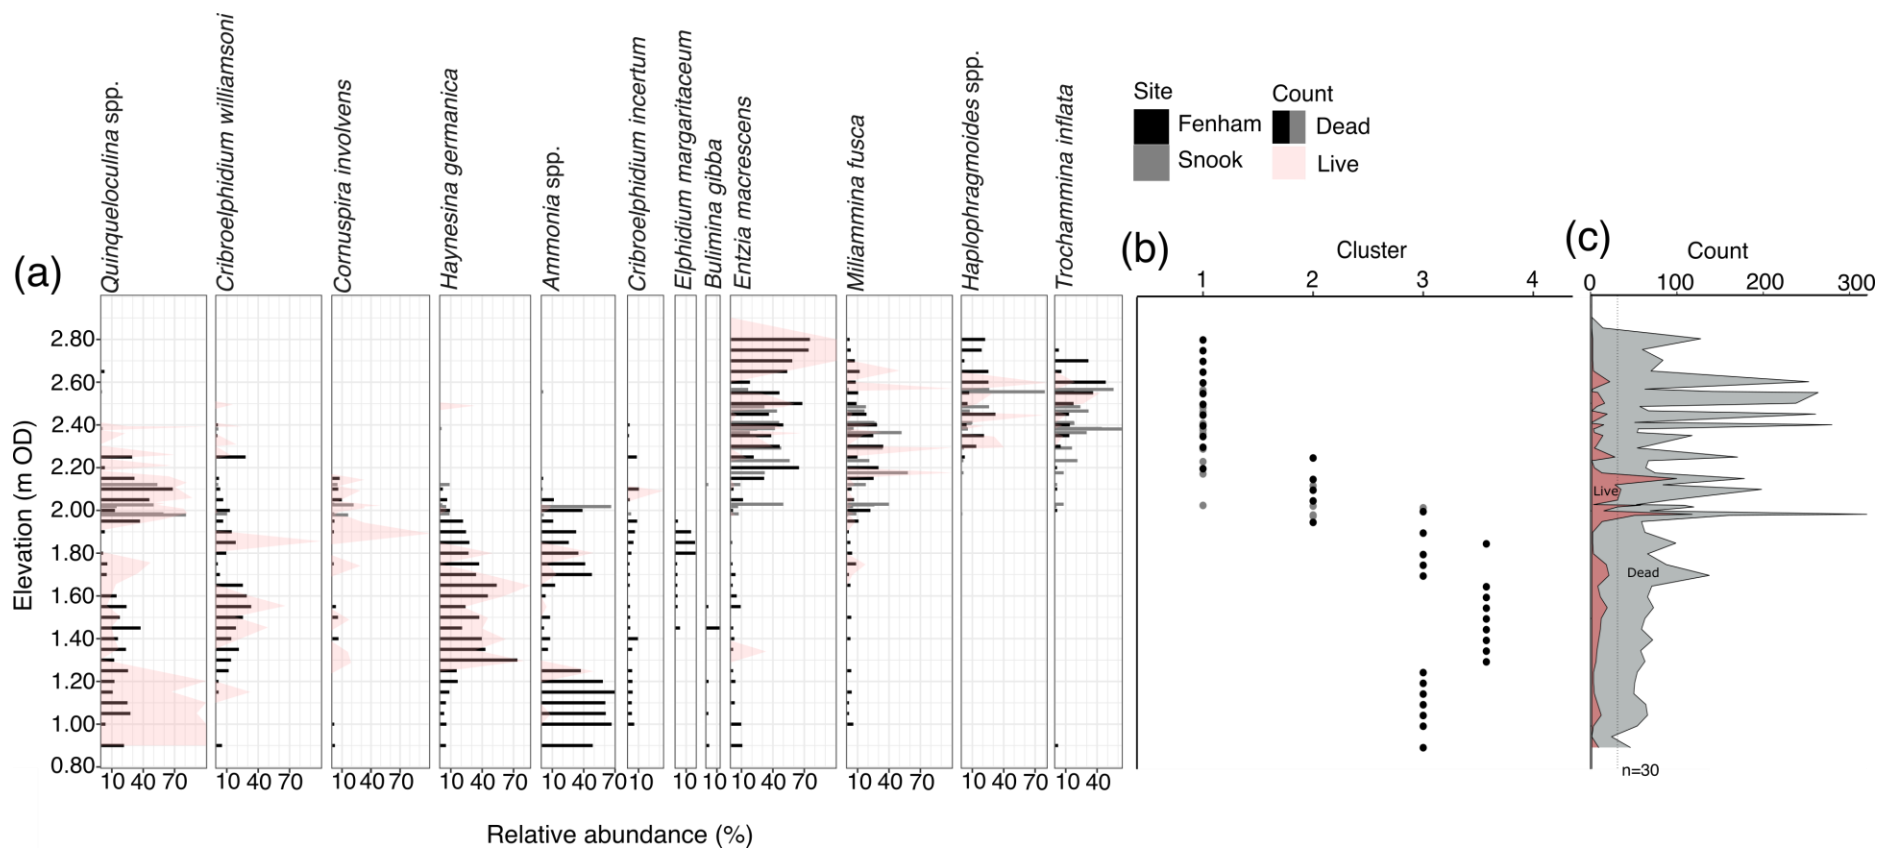 (a)
Quinqueloculina spp.
Cribroelphidium williamsoni
Cornuspira involvens
Haynesina germanica
Ammonia spp.
Cribroelphidium incertum
Elphidium margaritaceum
Bulimina gibba
Entzia macrescens
Miliammina fusca
Haplophragmoides spp.
Trochammina inflata
Site
Fenham
Snook
Count
Dead
Live
Elevation (m OD)
2.80
2.60
2.40
2.20
2.00
1.80
1.60
1.40
1.20
1.00
0.80
10 40 70
10 40 70
10 40 70
10 40 70
10 40 70
10
10
10
10 40 70
10 40 70
10 40 70
10 40
Relative abundance (%)
(b)
Cluster
1 2 3 4
(c)
Count
0 100 200 300
Live
Dead
n=30